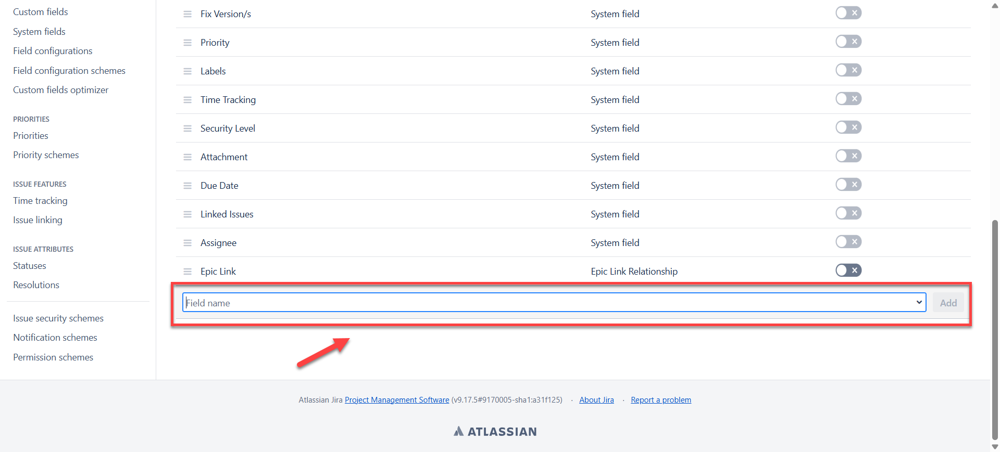 Custom fields
System fields
Field configurations
Field configuration schemes
Custom fields optimizer
PRIORITIES
Priorities
Priority schemes
ISSUE FEATURES
Time tracking
Issue linking
ISSUE ATTRIBUTES
Statuses
Resolutions
Issue security schemes
Notification schemes
Permission schemes
Fix Version/s System field
Priority System field
Labels System field
Time Tracking System field
Security Level System field
Attachment System field
Due Date System field
Linked Issues System field
Assignee System field
Epic Link Epic Link Relationship
Field name Add
Atlassian Jira Project Management Software (v9.17.5#9170005-sha1:a31f125) · About Jira · Report a problem
ATLASSIAN